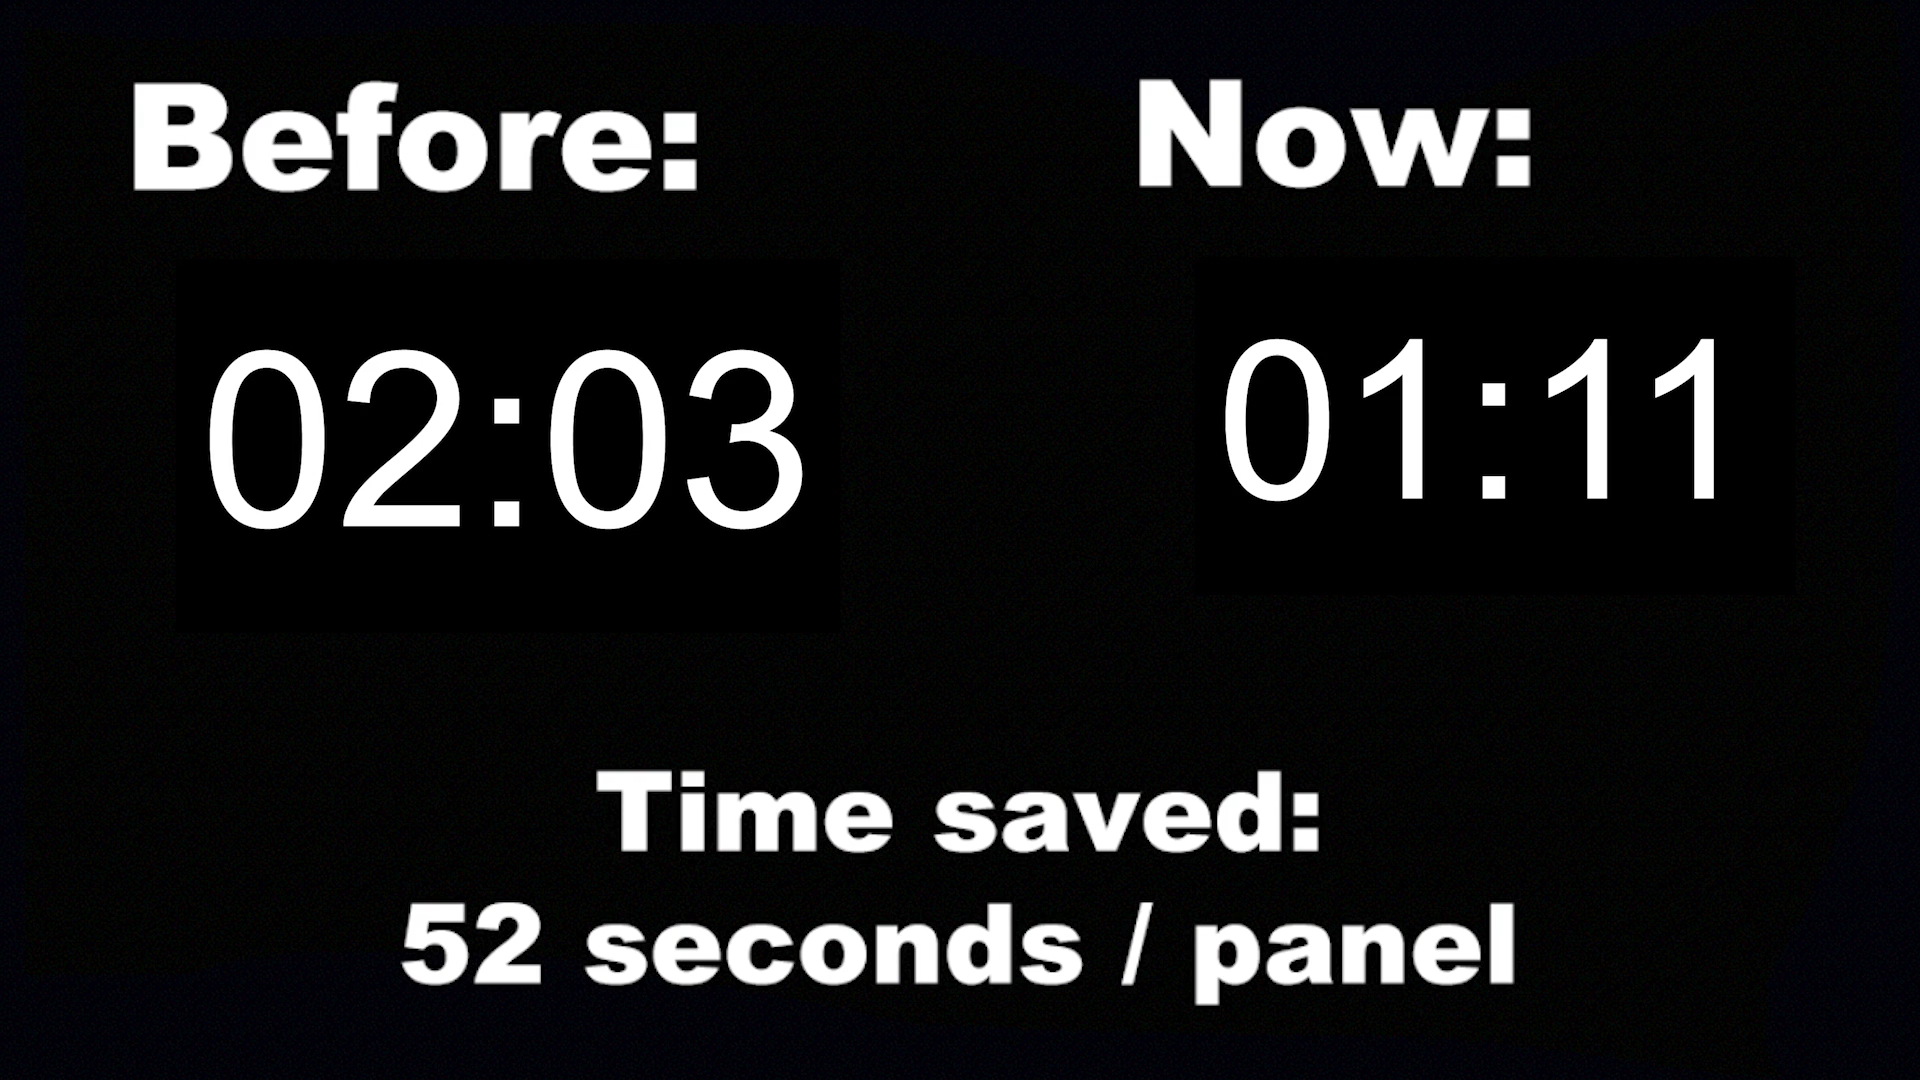 Before:
Now:
02:03
01:11
Time saved:
52 seconds / panel